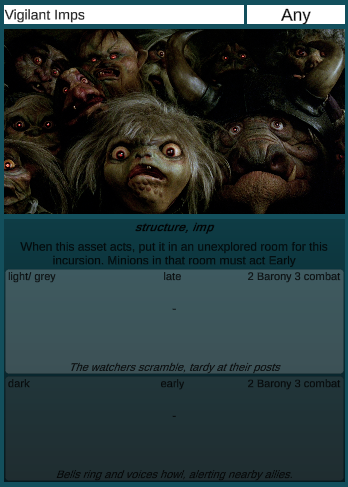 Vigilant Imps
Any
structure, imp
When this asset acts, put it in an unexplored room for this
incursion. Minions in that room must act Early
light/ grey late 2 Barony 3 combat
-
The watchers scramble, tardy at their posts
dark early 2 Barony 3 combat
-
Bells ring and voices howl, alerting nearby allies.